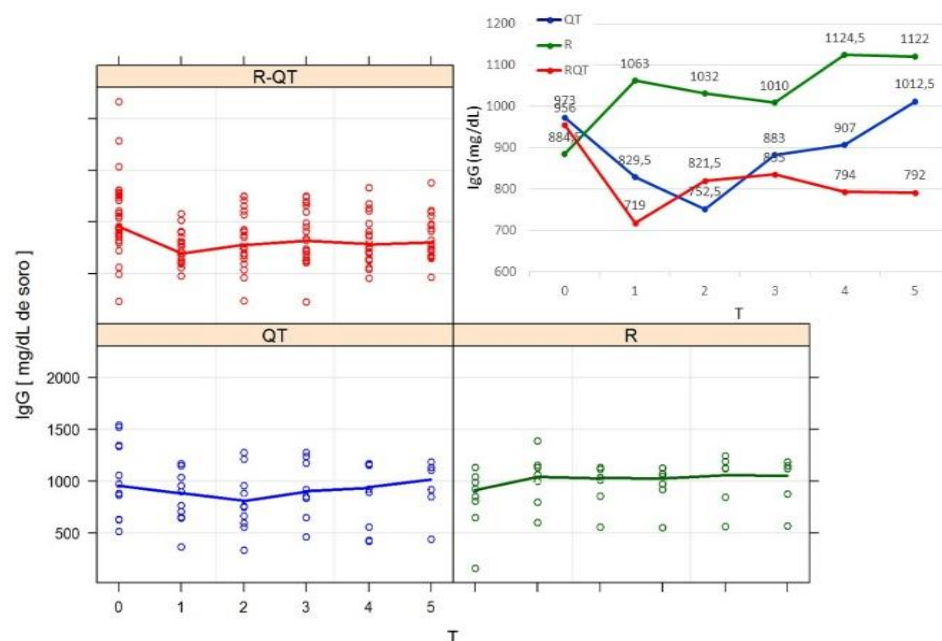 R-QT
IgG [ mg/dL de soro ]
QT
R
2000
1500
1000
500
0 1 2 3 4 5
T
QT
R
RQT
IgG (mg/dL)
1200
1100
1000
900
800
700
600
973
956
884,5
1063
829,5
719
1032
821,5
752,5
1010
883
835
1124,5
907
794
1122
1012,5
792
0 1 2 3 4 5
T